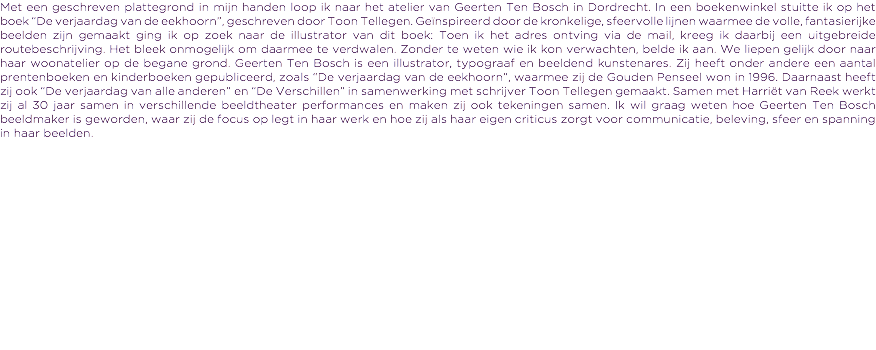 Met een geschreven plattegrond in mijn handen loop ik naar het atelier van Geerten Ten Bosch in Dordrecht. In een boekenwinkel stuitte ik op het
boek “De verjaardag van de eekhoorn”, geschreven door Toon Tellegen. Geïnspireerd door de kronkelige, sfeervolle lijnen waarmee de volle, fantasierijke
beelden zijn gemaakt ging ik op zoek naar de illustrator van dit boek: Toen ik het adres ontving via de mail, kreeg ik daarbij een uitgebreide
routebeschrijving. Het bleek onmogelijk om daarmee te verdwalen. Zonder te weten wie ik kon verwachten, belde ik aan. We liepen gelijk door naar
haar woonatelier op de begane grond. Geerten Ten Bosch is een illustrator, typograaf en beeldend kunstenares. Zij heeft onder andere een aantal
prentenboeken en kinderboeken gepubliceerd, zoals “De verjaardag van de eekhoorn”, waarmee zij de Gouden Penseel won in 1996. Daarnaast heeft
zij ook “De verjaardag van alle anderen” en “De Verschillen” in samenwerking met schrijver Toon Tellegen gemaakt. Samen met Harriët van Reek werkt
zij al 30 jaar samen in verschillende beeldtheater performances en maken zij ook tekeningen samen. Ik wil graag weten hoe Geerten Ten Bosch
beeldmaker is geworden, waar zij de focus op legt in haar werk en hoe zij als haar eigen criticus zorgt voor communicatie, beleving, sfeer en spanning
in haar beelden.